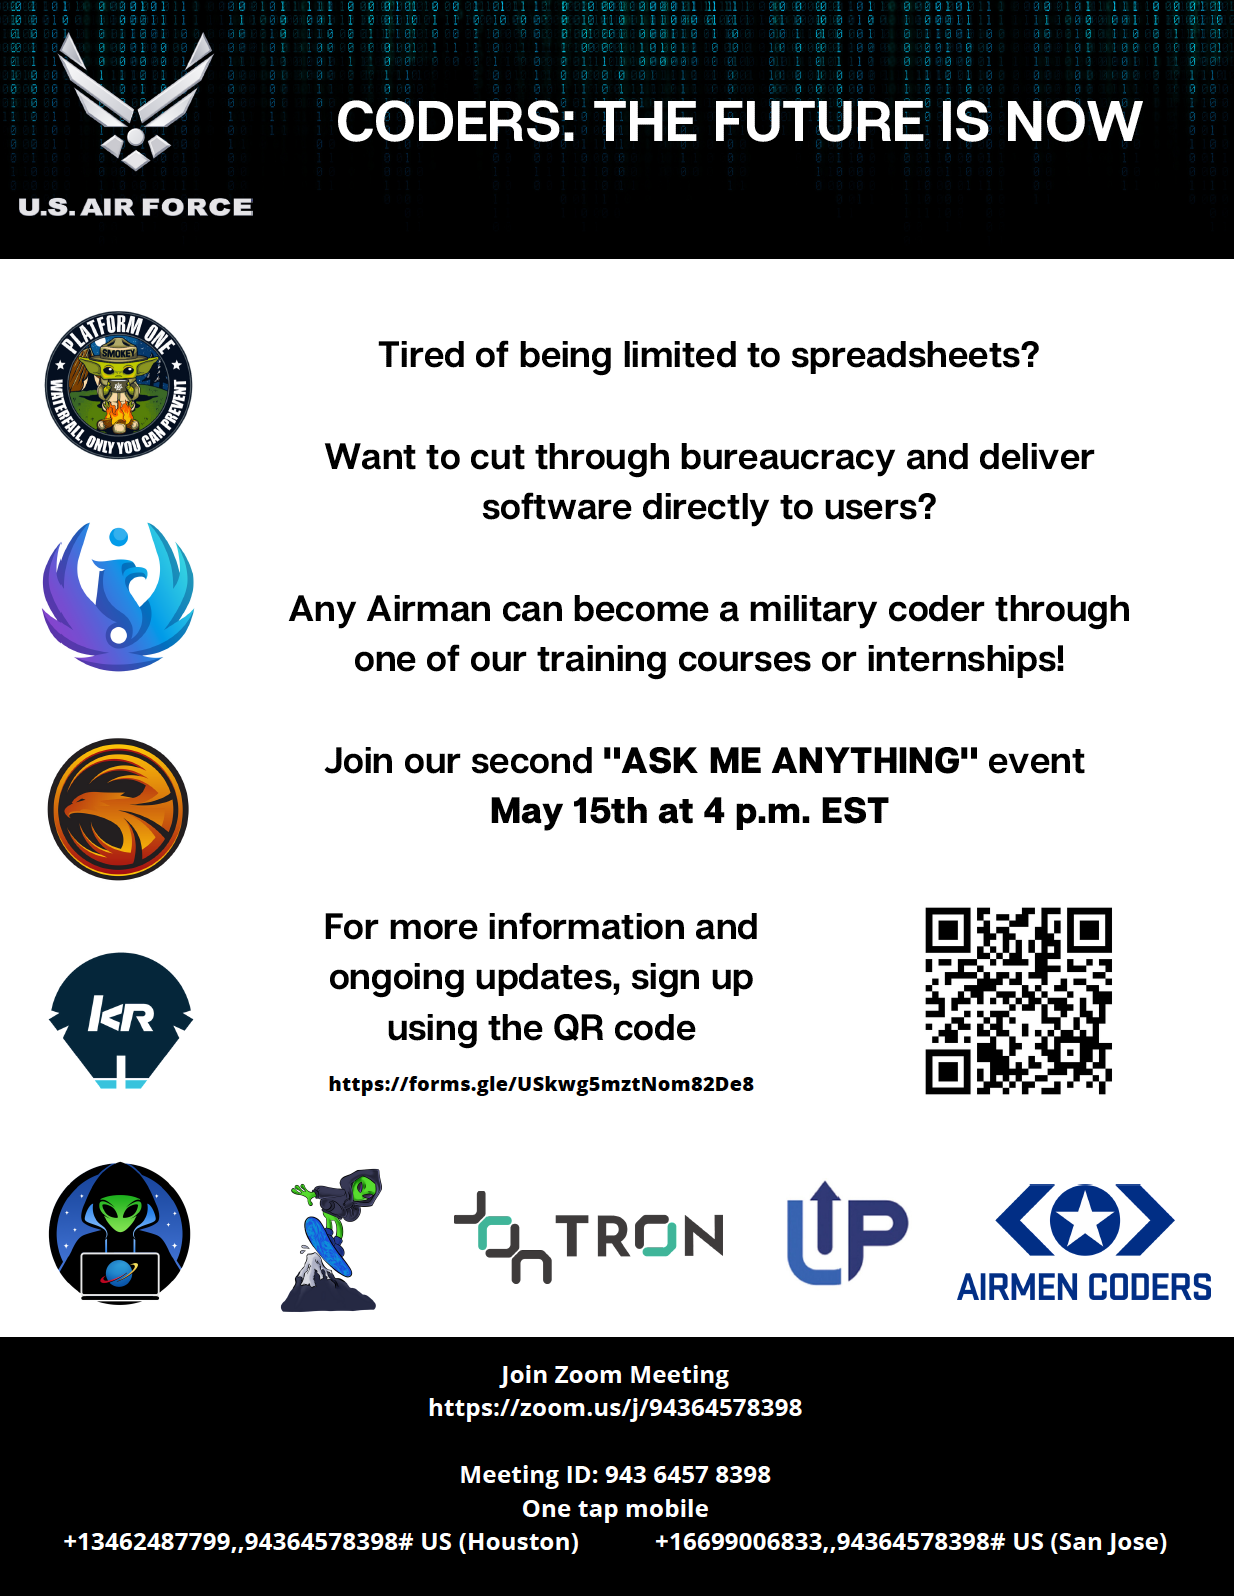 U.S. AIR FORCE
CODERS: THE FUTURE IS NOW
PLATFORM ONE
SMOKEY
WATERFALL, ONLY YOU CAN PREVENT
Tired of being limited to spreadsheets?
Want to cut through bureaucracy and deliver
software directly to users?
Any Airman can become a military coder through
one of our training courses or internships!
Join our second "ASK ME ANYTHING" event
May 15th at 4 p.m. EST
For more information and
ongoing updates, sign up
using the QR code
https://forms.gle/USkwg5mztNom82De8
KR
TRON
UP
AIRMEN CODERS
Join Zoom Meeting
https://zoom.us/j/94364578398
Meeting ID: 943 6457 8398
One tap mobile
+13462487799,,94364578398# US (Houston) +16699006833,,94364578398# US (San Jose)